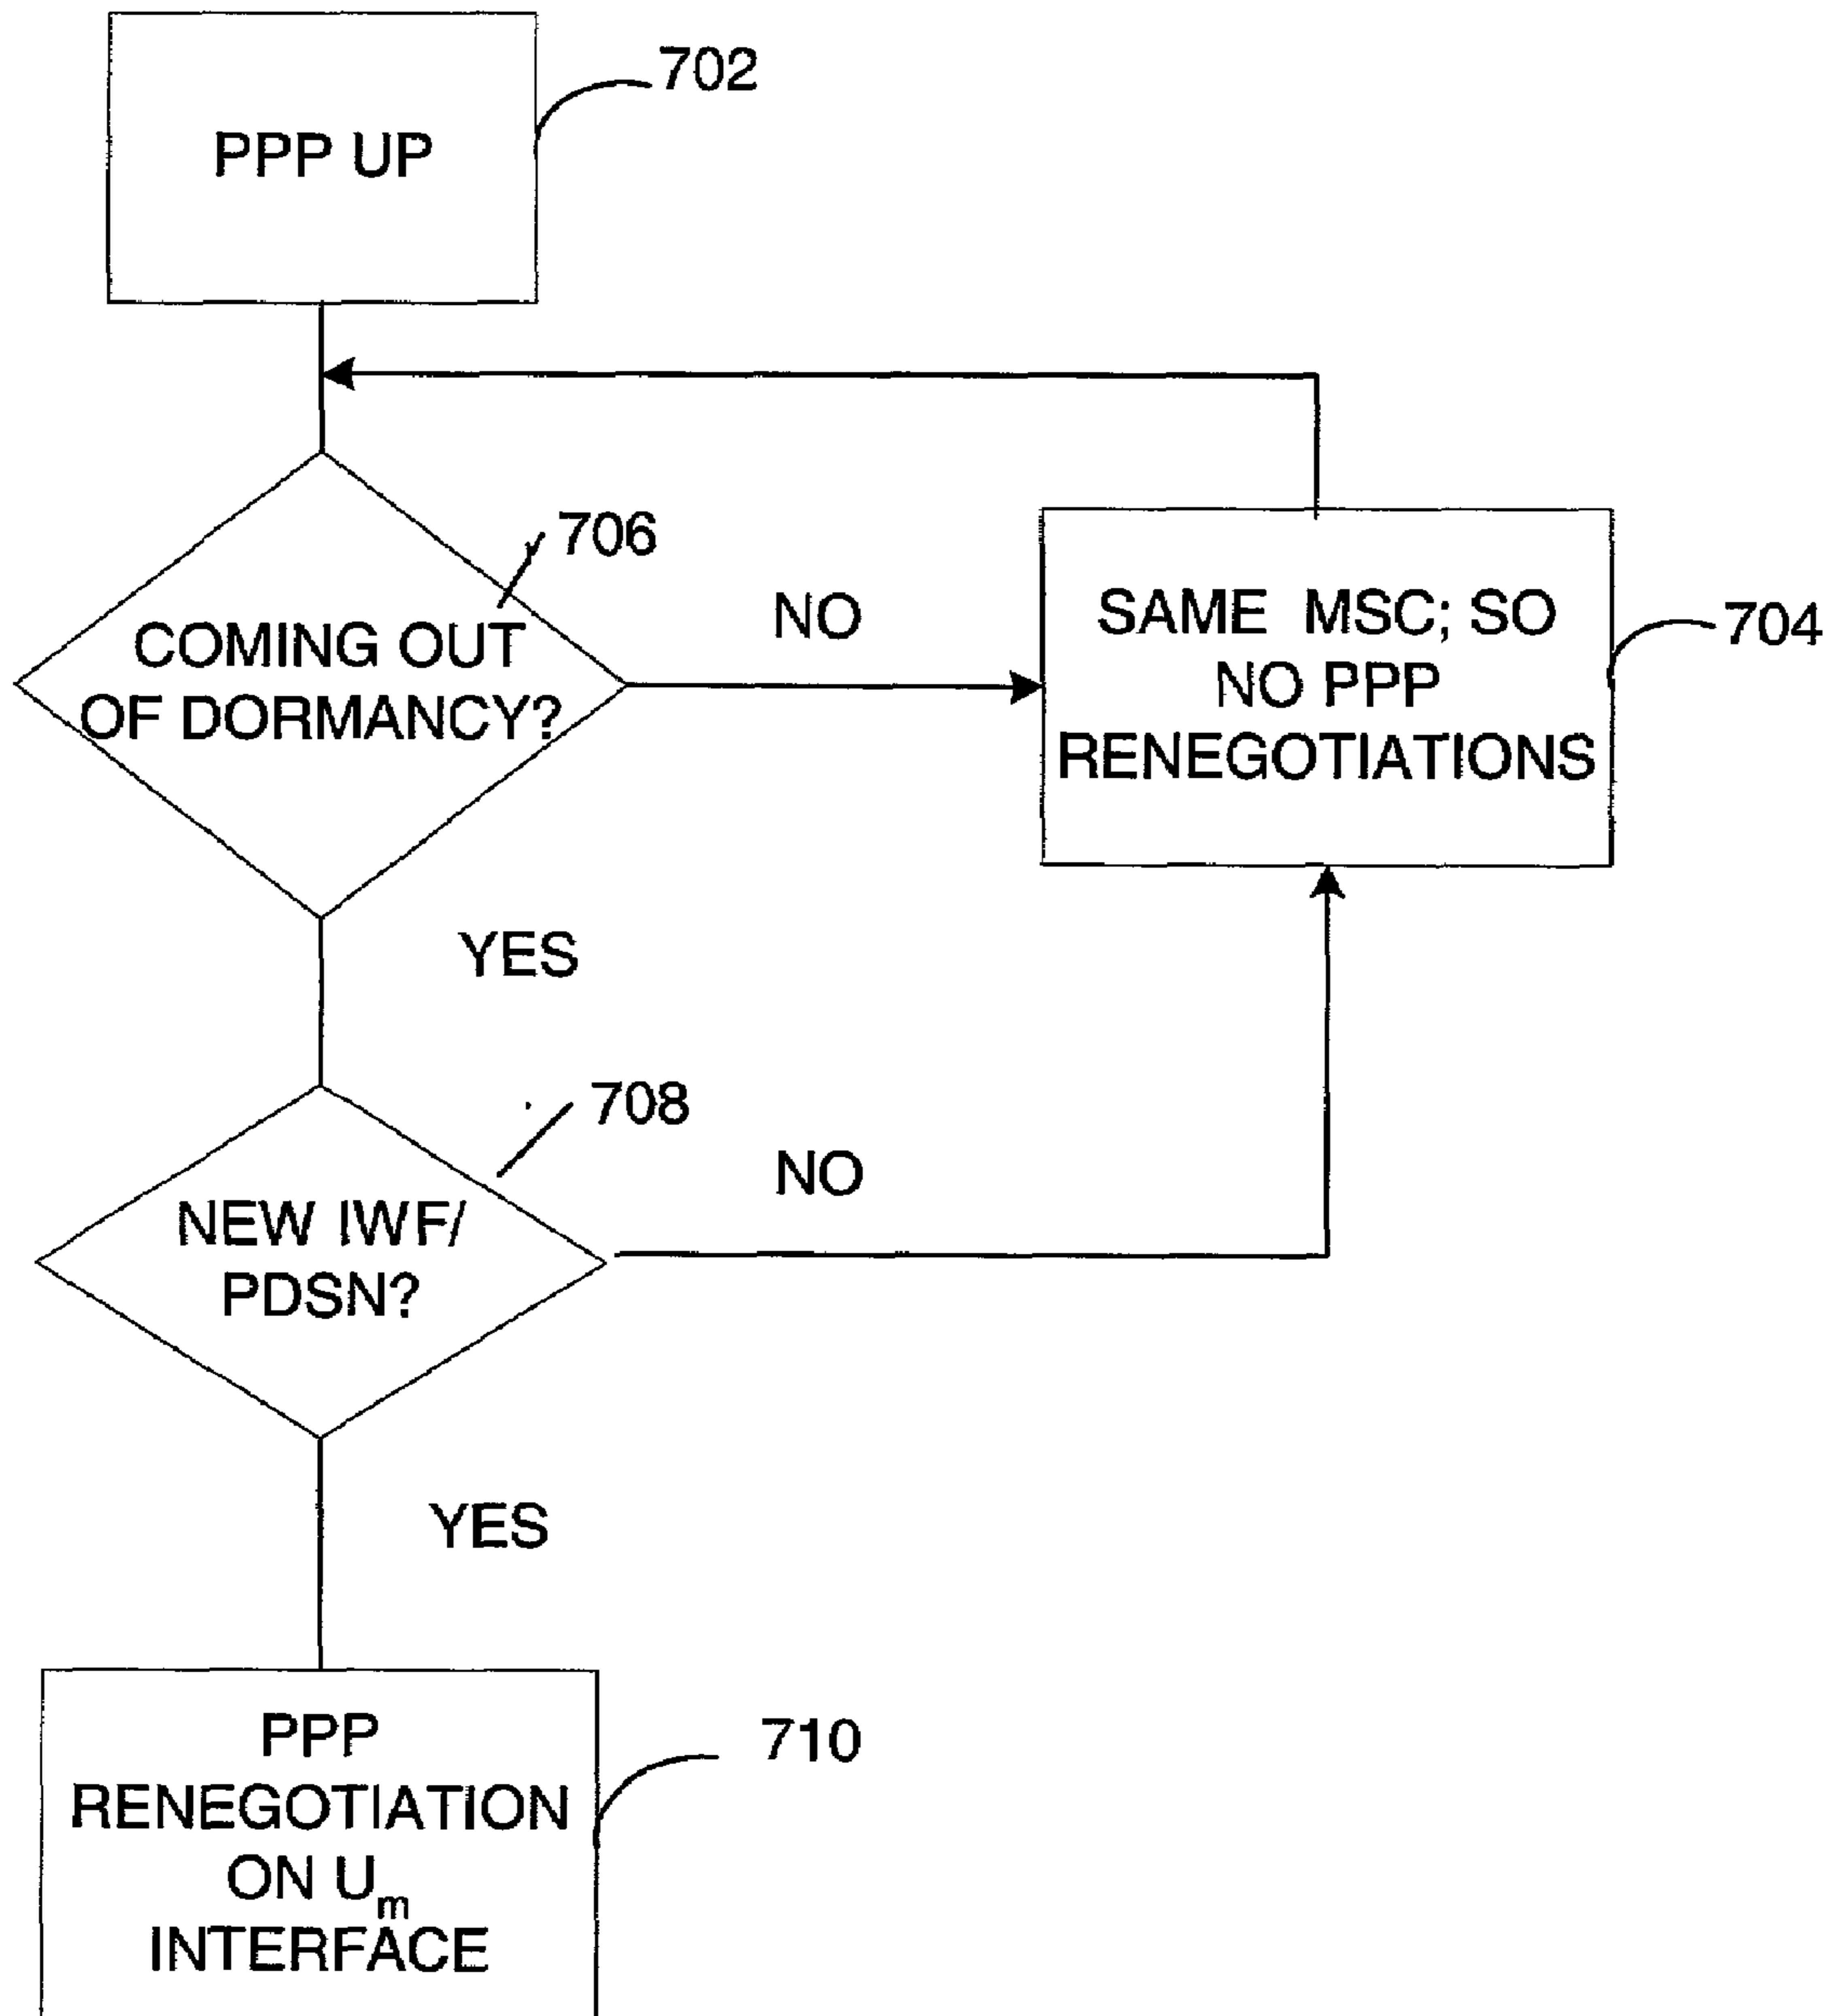 702
PPP UP
706
COMING OUT
OF DORMANCY?
NO
SAME MSC; SO
NO PPP
RENEGOTIATIONS
704
YES
708
NEW IWF/
PDSN?
NO
YES
710
PPP
RENEGOTIATION
ON Um
INTERFACE